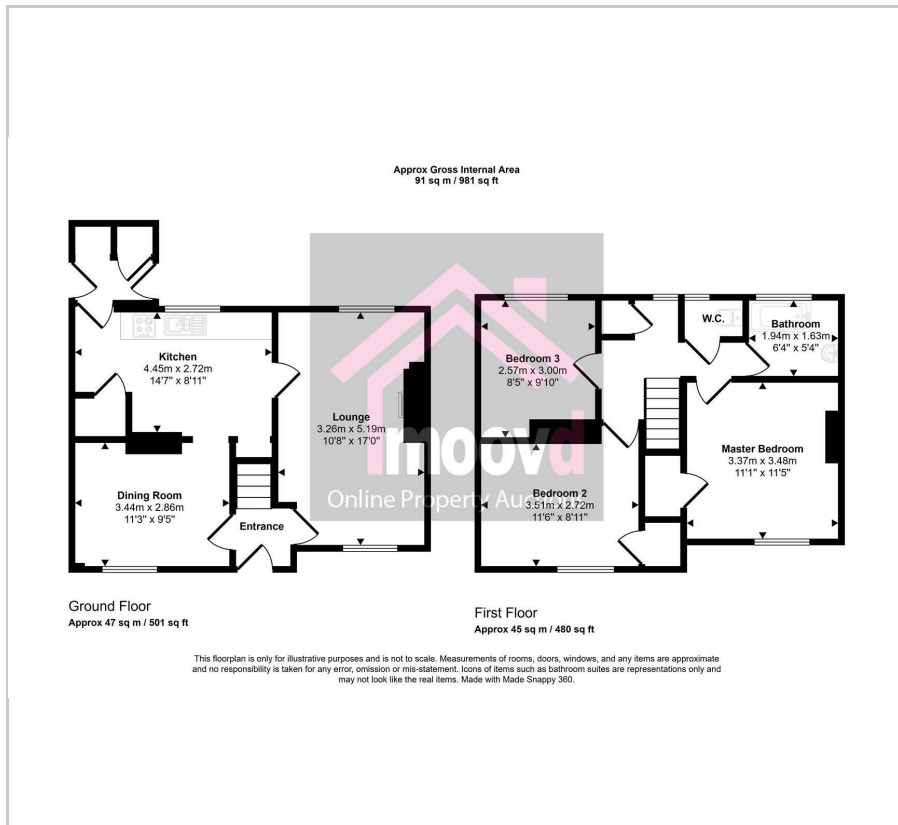 Approx Gross Internal Area
91 sq m / 981 sq ft
Kitchen
4.45m x 2.72m
14'7" x 8'11"
Lounge
3.26m x 5.19m
10'8" x 17'0"
Dining Room
3.44m x 2.86m
11'3" x 9'5"
Entrance
Ground Floor
Approx 47 sq m / 501 sq ft
W.C.
Bathroom
1.94m x 1.63m
6'4" x 5'4"
Bedroom 3
2.57m x 3.00m
8'5" x 9'10"
Master Bedroom
3.37m x 3.48m
11'1" x 11'5"
Bedroom 2
3.51m x 2.72m
11'6" x 8'11"
First Floor
Approx 45 sq m / 480 sq ft
imoovd
Online Property Auctions
This floorplan is only for illustrative purposes and is not to scale. Measurements of rooms, doors, windows, and any items are approximate
and no responsibility is taken for any error, omission or mis-statement. Icons of items such as bathroom suites are representations only and
may not look like the real items. Made with Made Snappy 360.